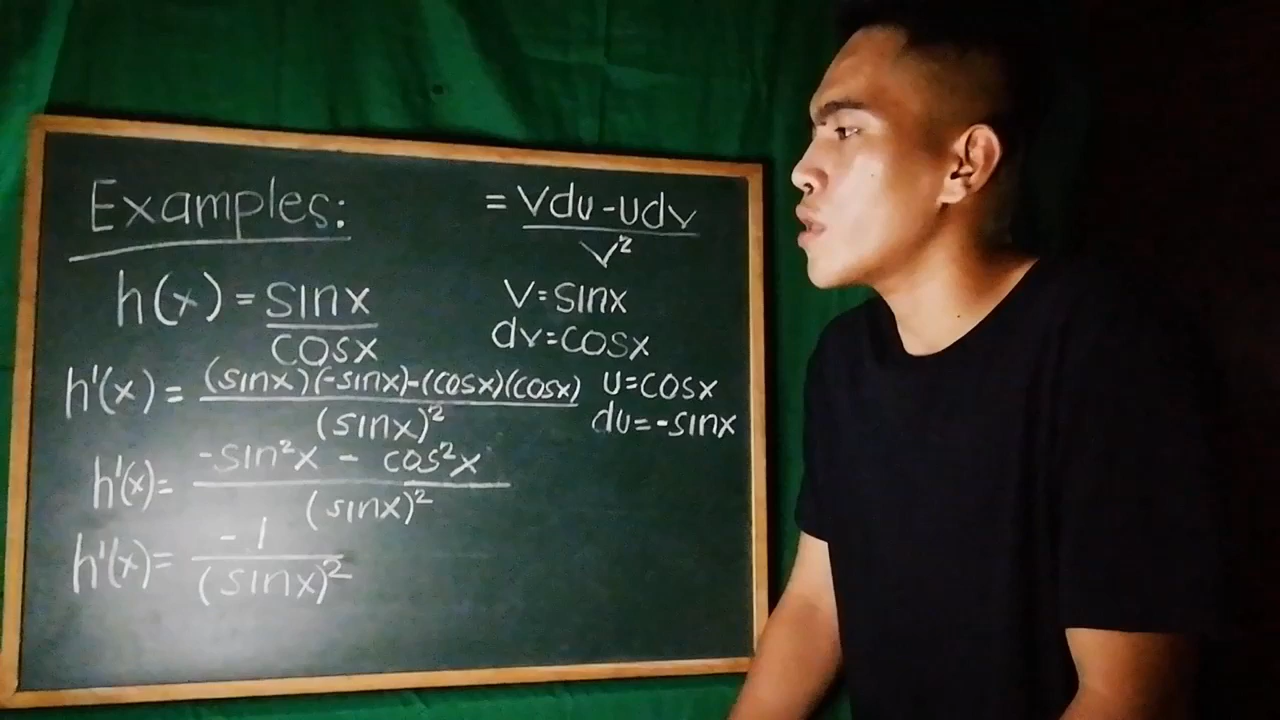 Examples:
= vdu - udv
v²
h(x) = sinx
cosx
v = sinx
dv = cosx
h'(x) = (sinx)(-sinx)-(cosx)(cosx)
(sinx)²
u = cosx
du = -sinx
h'(x) = -sin²x - cos²x
(sinx)²
h'(x) = -1
(sinx)²